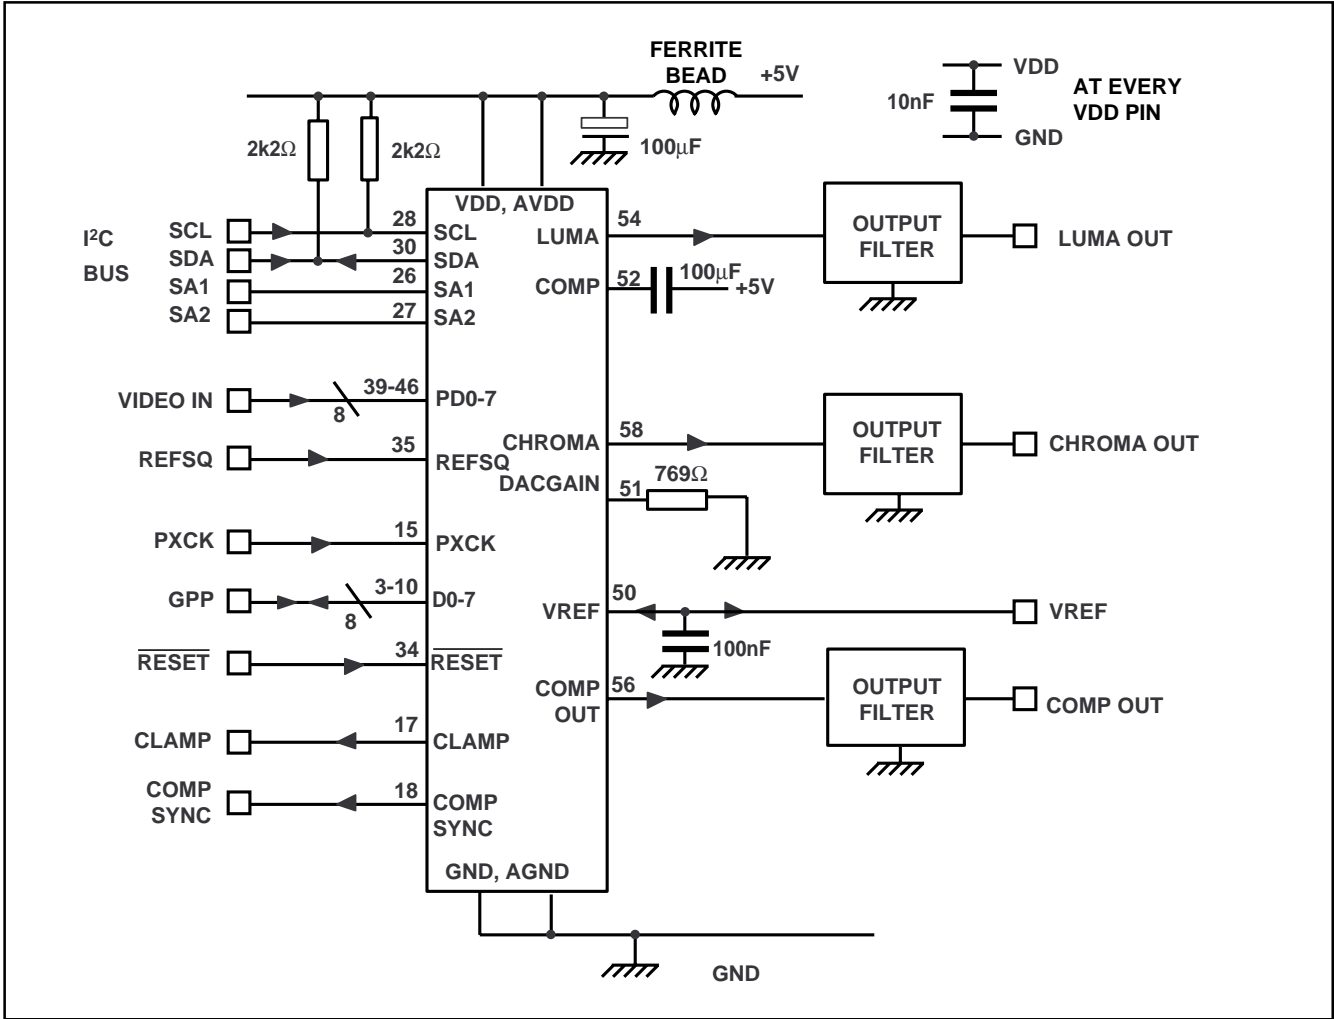 FERRITE
BEAD
+5V
VDD
10nF
AT EVERY
VDD PIN
GND
2k2Ω
2k2Ω
100µF
VDD, AVDD
I²C
BUS
SCL
28
SCL
SDA
30
SDA
SA1
26
SA1
SA2
27
SA2
LUMA
54
OUTPUT
FILTER
LUMA OUT
COMP
52
100µF
+5V
VIDEO IN
8
39-46
PD0-7
REFSQ
35
REFSQ
CHROMA
58
OUTPUT
FILTER
CHROMA OUT
DACGAIN
51
769Ω
PXCK
15
PXCK
GPP
8
3-10
D0-7
VREF
50
VREF
100nF
RESET
34
RESET
COMP
OUT
56
OUTPUT
FILTER
COMP OUT
CLAMP
17
CLAMP
COMP
SYNC
18
COMP
SYNC
GND, AGND
GND